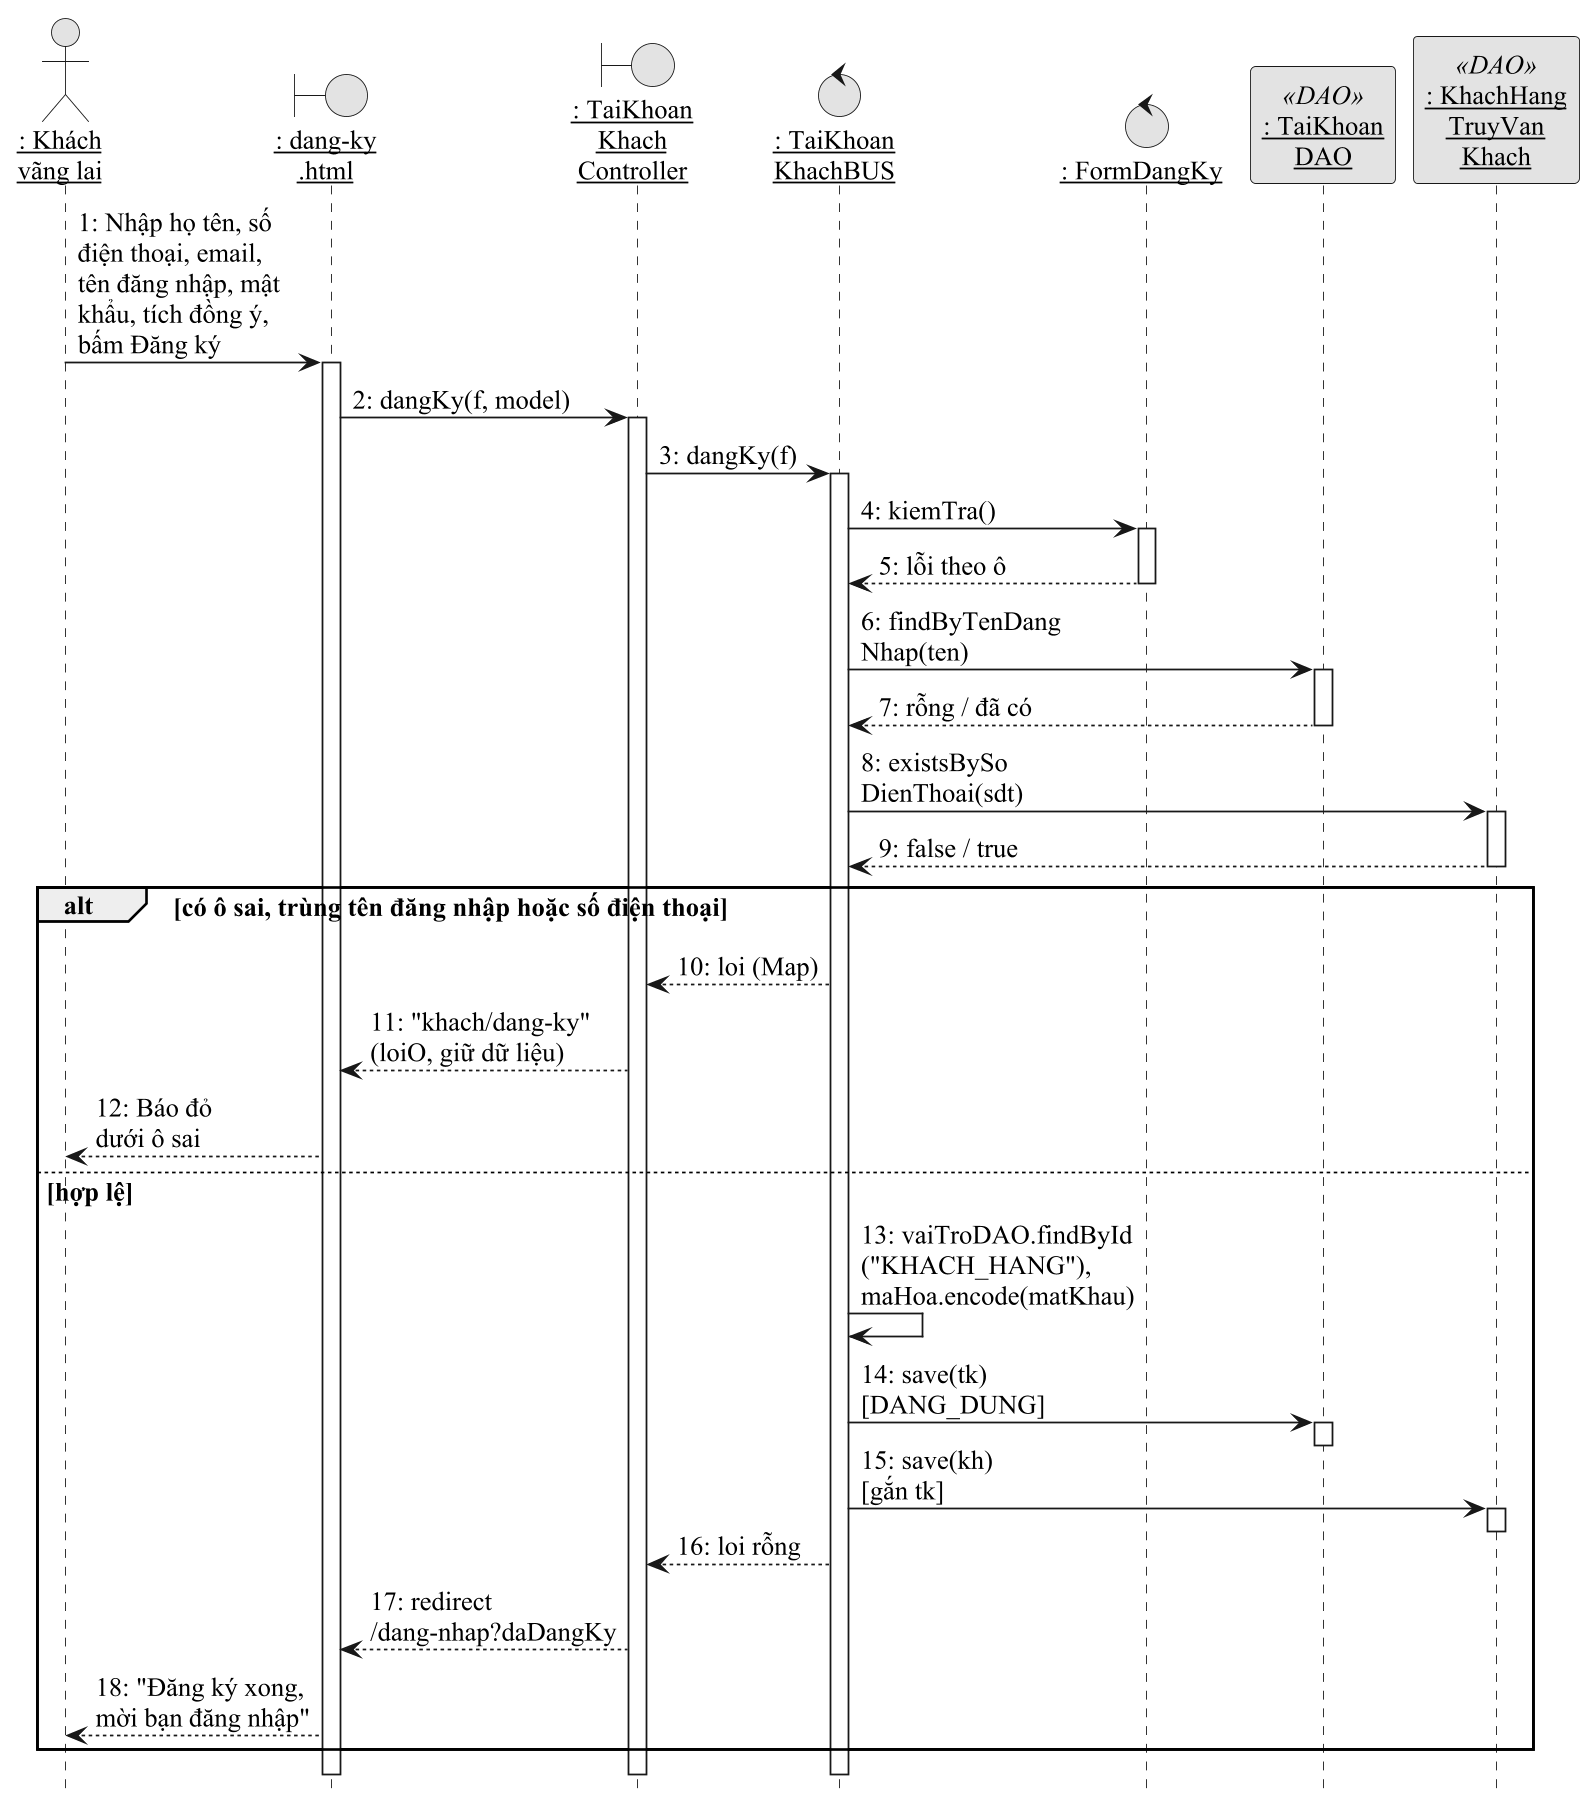 : Khách
vãng lai
: dang-ky
.html
: TaiKhoan
Khach
Controller
: TaiKhoan
KhachBUS
: FormDangKy
«DAO»
: TaiKhoan
DAO
«DAO»
: KhachHang
TruyVan
Khach
1: Nhập họ tên, số
điện thoại, email,
tên đăng nhập, mật
khẩu, tích đồng ý,
bấm Đăng ký
2: dangKy(f, model)
3: dangKy(f)
4: kiemTra()
5: lỗi theo ô
6: findByTenDang
Nhap(ten)
7: rỗng / đã có
8: existsBySo
DienThoai(sdt)
9: false / true
alt [có ô sai, trùng tên đăng nhập hoặc số điện thoại]
10: loi (Map)
11: "khach/dang-ky"
(loiO, giữ dữ liệu)
12: Báo đỏ
dưới ô sai
[hợp lệ]
13: vaiTroDAO.findById
("KHACH_HANG"),
maHoa.encode(matKhau)
14: save(tk)
[DANG_DUNG]
15: save(kh)
[gắn tk]
16: loi rỗng
17: redirect
/dang-nhap?daDangKy
18: "Đăng ký xong,
mời bạn đăng nhập"